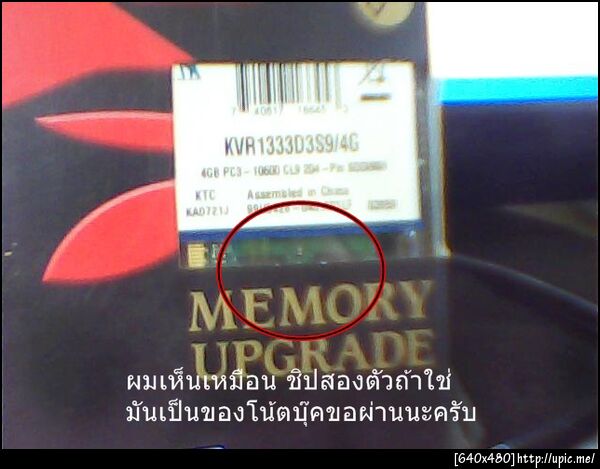 KVR1333D3S9/4G
4GB PC3 - 10600 CL9 204 - Pin
KTC Assembled in China
KAD721J
MEMORY
UPGRADE
ผมเห็นเหมือน ชิปสองตัวถ้าใช่
มันเป็นของโน้ตบุ๊คขอผ่านนะครับ
[640x480]http://upic.me/